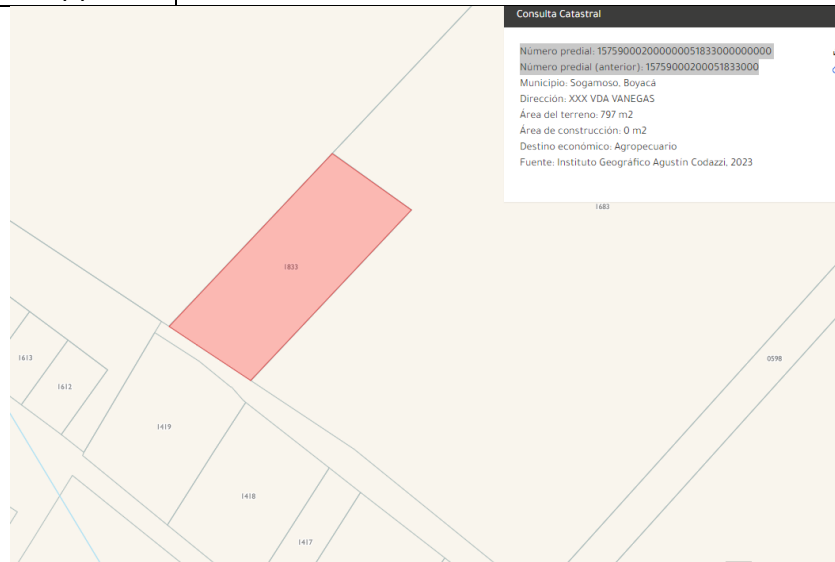 Consulta Catastral
Número predial: 157590002000000051833000000000
Número predial (anterior): 15759000200051833000
Municipio: Sogamoso, Boyacá
Dirección: XXX VDA VANEGAS
Área del terreno: 797 m2
Área de construcción: 0 m2
Destino económico: Agropecuario
Fuente: Instituto Geográfico Agustín Codazzi, 2023
1683
1833
1613
1612
0598
1419
1418
1417